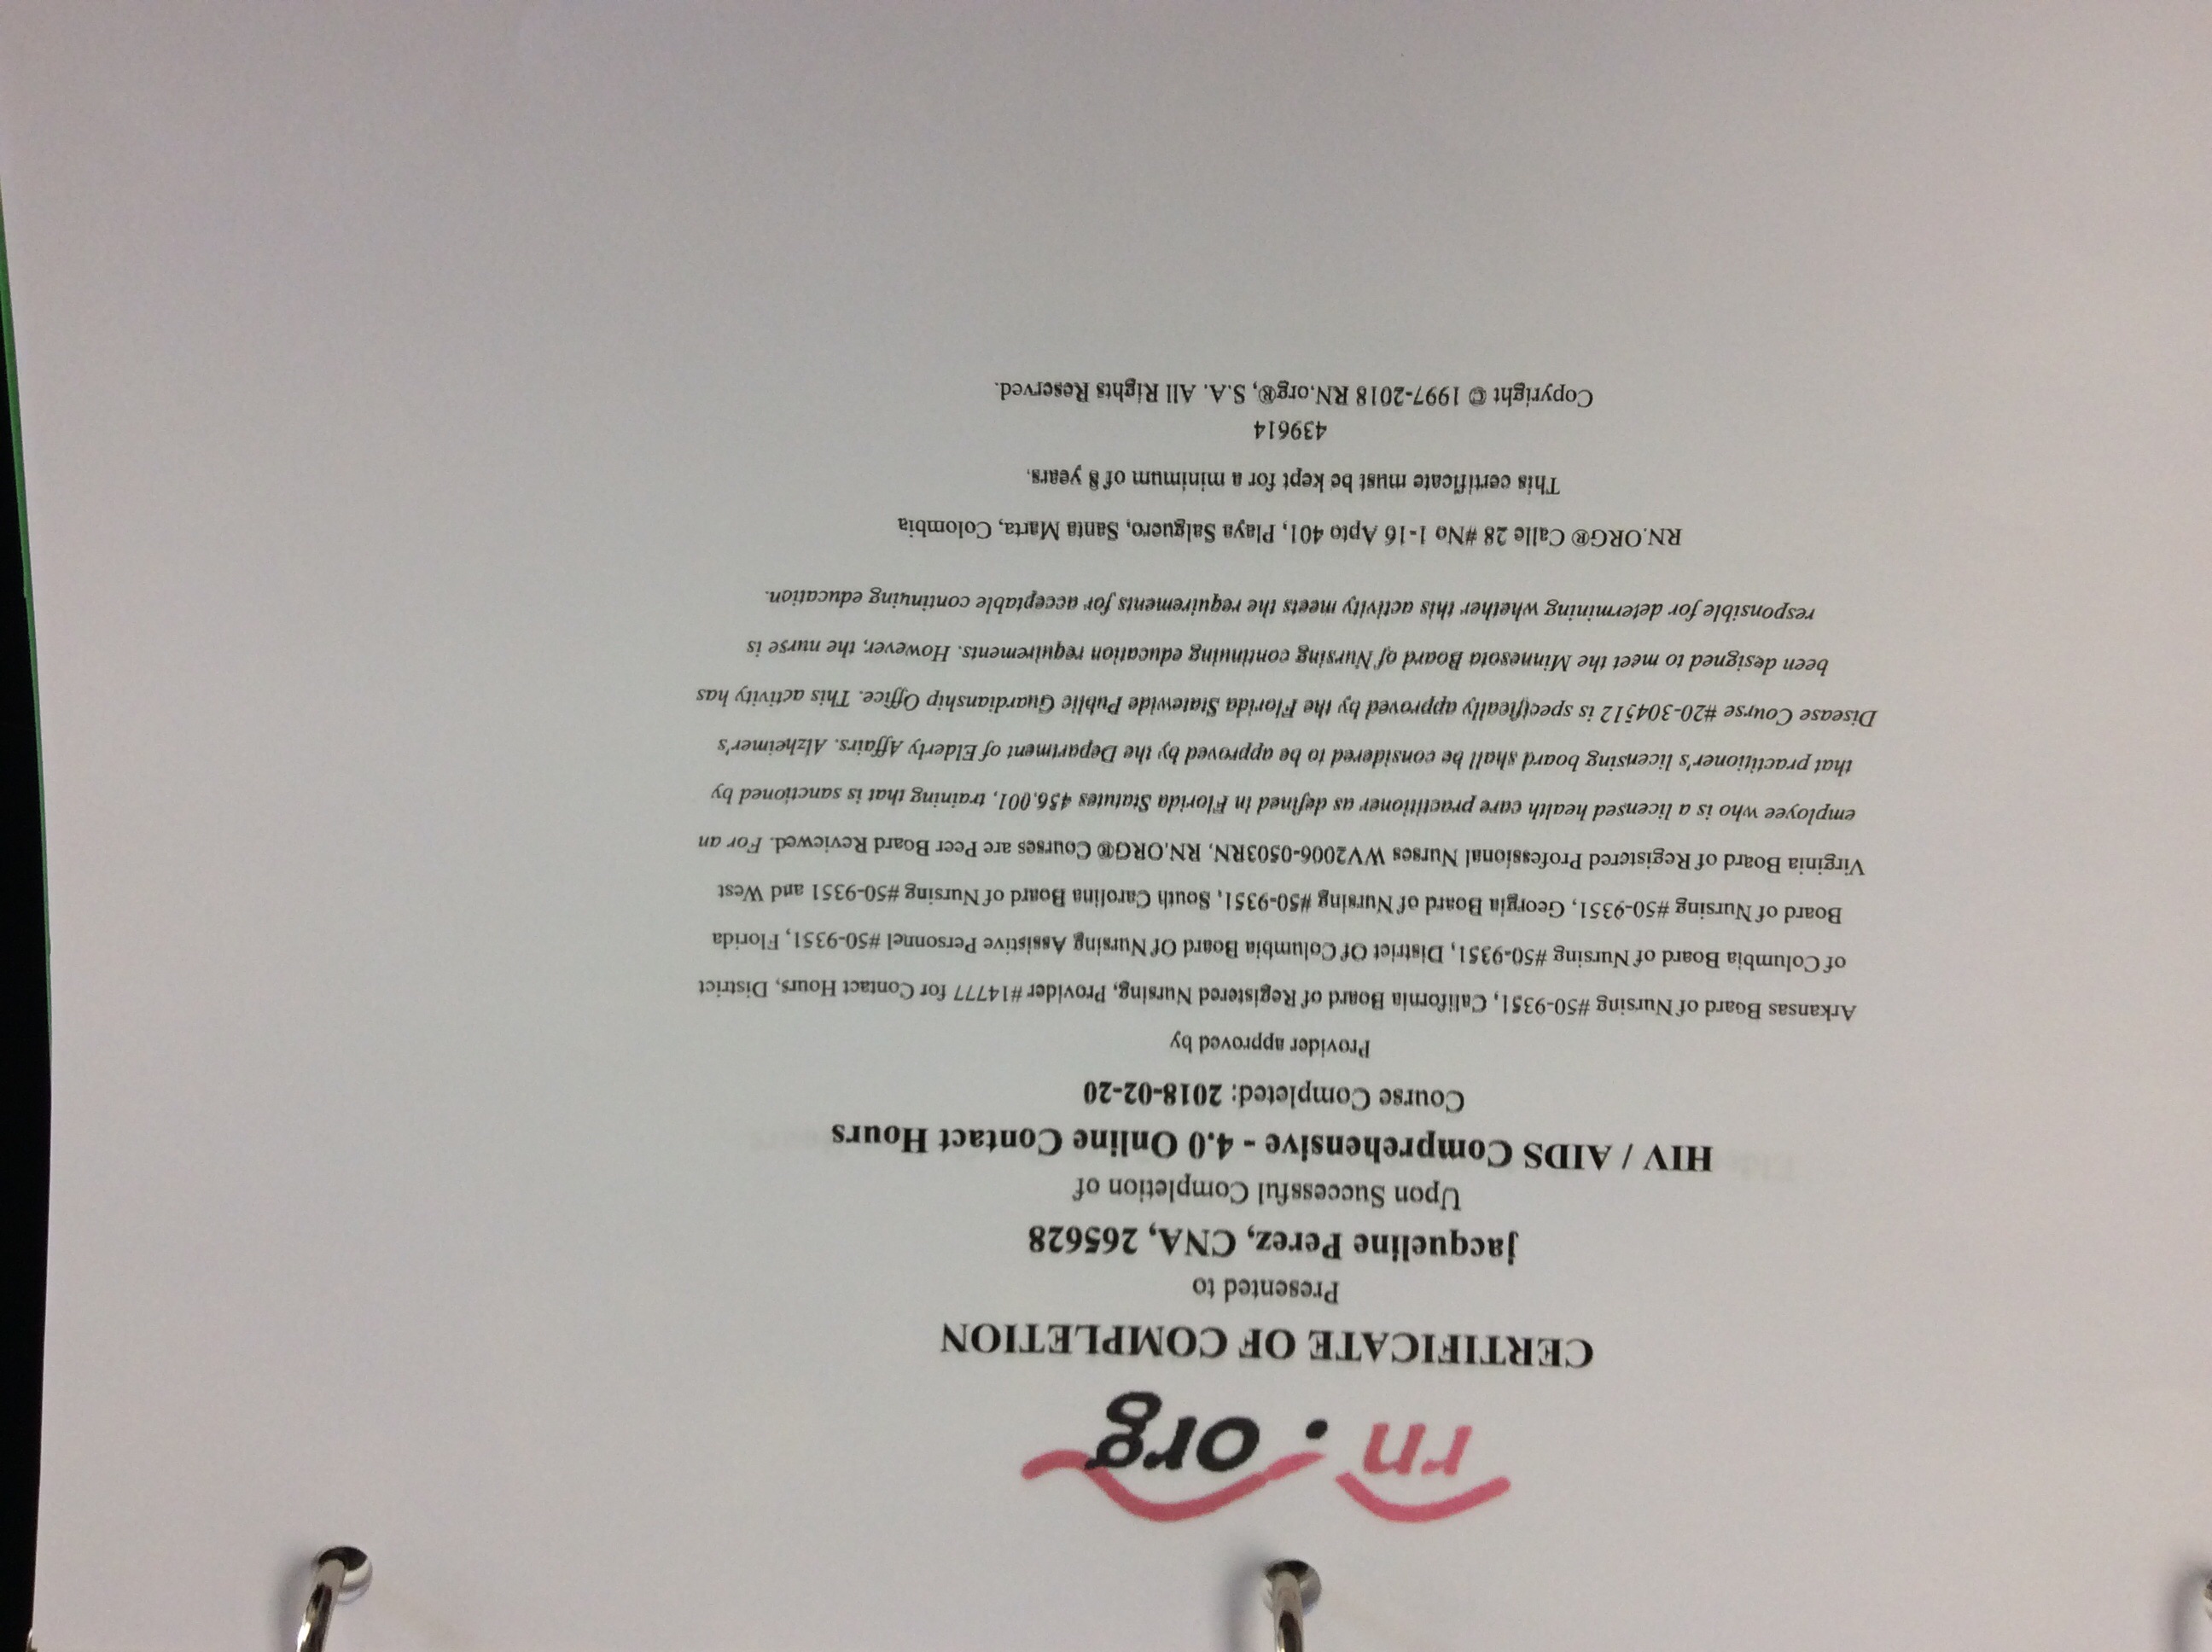 rn.org
CERTIFICATE OF COMPLETION
Presented to
jacqueline Perez, CNA, 265628
Upon Successful Completion of
HIV / AIDS Comprehensive - 4.0 Online Contact Hours
Course Completed: 2018-02-20
Provider approved by
Arkansas Board of Nursing #50-9351, California Board of Registered Nursing, Provider #14777 for Contact Hours, District
of Columbia Board of Nursing #50-9351, District Of Columbia Board Of Nursing Assistive Personnel #50-9351, Florida
Board of Nursing #50-9351, Georgia Board of Nursing #50-9351, South Carolina Board of Nursing #50-9351 and West
Virginia Board of Registered Professional Nurses WV2006-0503RN. RN.ORG® Courses are Peer Board Reviewed. For an
employee who is a licensed health care practitioner as defined in Florida Statutes 456.001, training that is sanctioned by
that practitioner's licensing board shall be considered to be approved by the Department of Elderly Affairs. Alzheimer's
Disease Course #20-304512 is specifically approved by the Florida Statewide Public Guardianship Office. This activity has
been designed to meet the Minnesota Board of Nursing continuing education requirements. However, the nurse is
responsible for determining whether this activity meets the requirements for acceptable continuing education.
RN.ORG® Calle 28 #No 1-16 Apto 401, Playa Salguero, Santa Marta, Colombia
This certificate must be kept for a minimum of 8 years.
439614
Copyright © 1997-2018 RN.org®, S.A. All Rights Reserved.